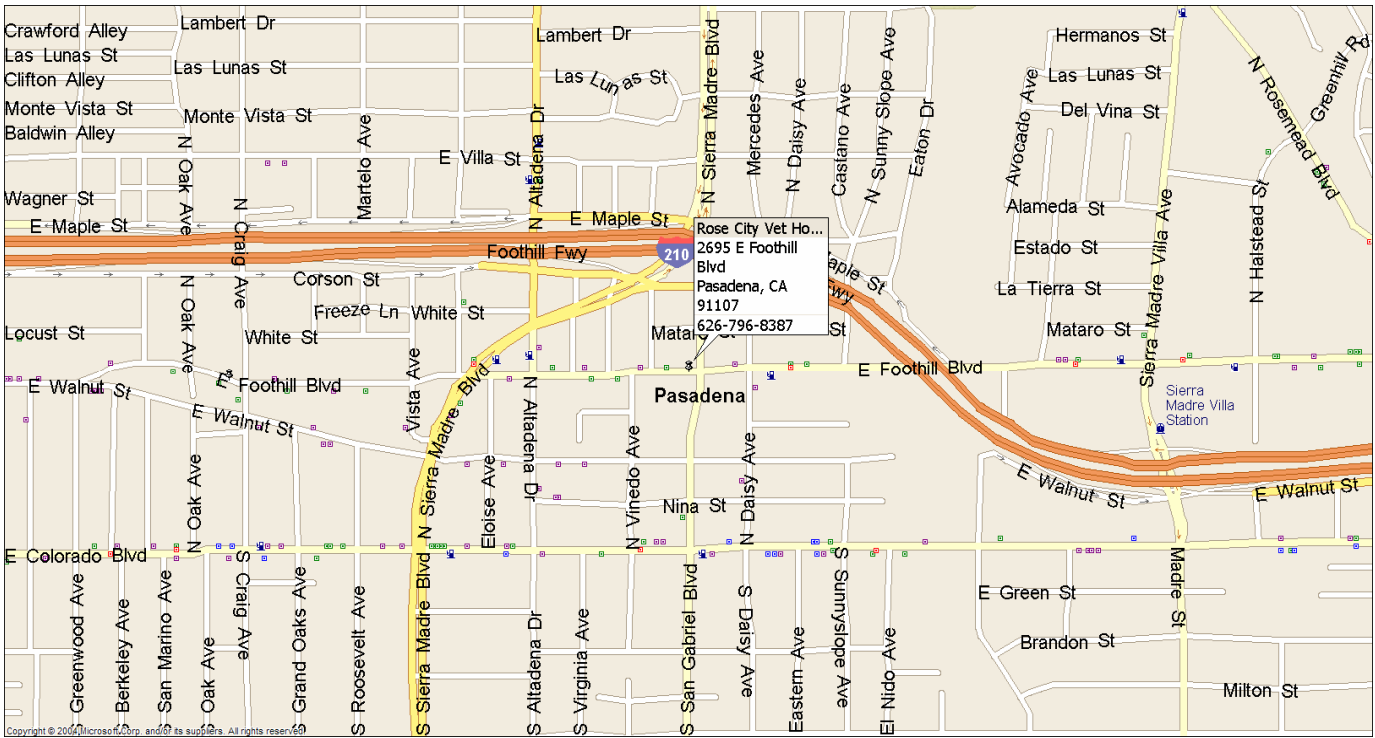 Crawford Alley
Las Lunas St
Clifton Alley
Monte Vista St
Baldwin Alley
Wagner St
E Maple St
Lambert Dr
Las Lunas St
Monte Vista St
N Oak Ave
N Craig Ave
Martelo Ave
E Villa St
N Altadena Dr
Lambert Dr
Las Lunas St
N Sierra Madre Blvd
Mercedes Ave
N Daisy Ave
Castano Ave
N Sunny Slope Ave
Eaton Dr
Hermanos St
Las Lunas St
Del Vina St
Avocado Ave
N Rosemead Blvd
Greenhill Rd
Alameda St
Estado St
La Tierra St
Mataro St
Sierra Madre Villa Ave
N Halstead St
E Maple St
Foothill Fwy
210
Rose City Vet Ho...
2695 E Foothill
Blvd
Pasadena, CA
91107
626-796-8387
aple St
Fwy
Corson St
Freeze Ln
White St
White St
Locust St
N Oak Ave
Mataro St
St
E Walnut St
E Foothill Blvd
E Walnut St
Vista Ave
N Sierra Madre Blvd
N Altadena Dr
Pasadena
E Foothill Blvd
Sierra
Madre Villa
Station
N Oak Ave
Eloise Ave
N Vinedo Ave
N Daisy Ave
Nina St
E Walnut St
E Walnut St
E Colorado Blvd
S Greenwood Ave
S Berkeley Ave
S San Marino Ave
S Oak Ave
S Craig Ave
S Grand Oaks Ave
S Roosevelt Ave
S Sierra Madre Blvd
S Altadena Dr
S Virginia Ave
S San Gabriel Blvd
S Daisy Ave
Eastern Ave
S Sunnyslope Ave
El Nido Ave
Madre St
E Green St
Brandon St
Milton St
Copyright © 2004 Microsoft Corp. and/or its suppliers. All rights reserved.